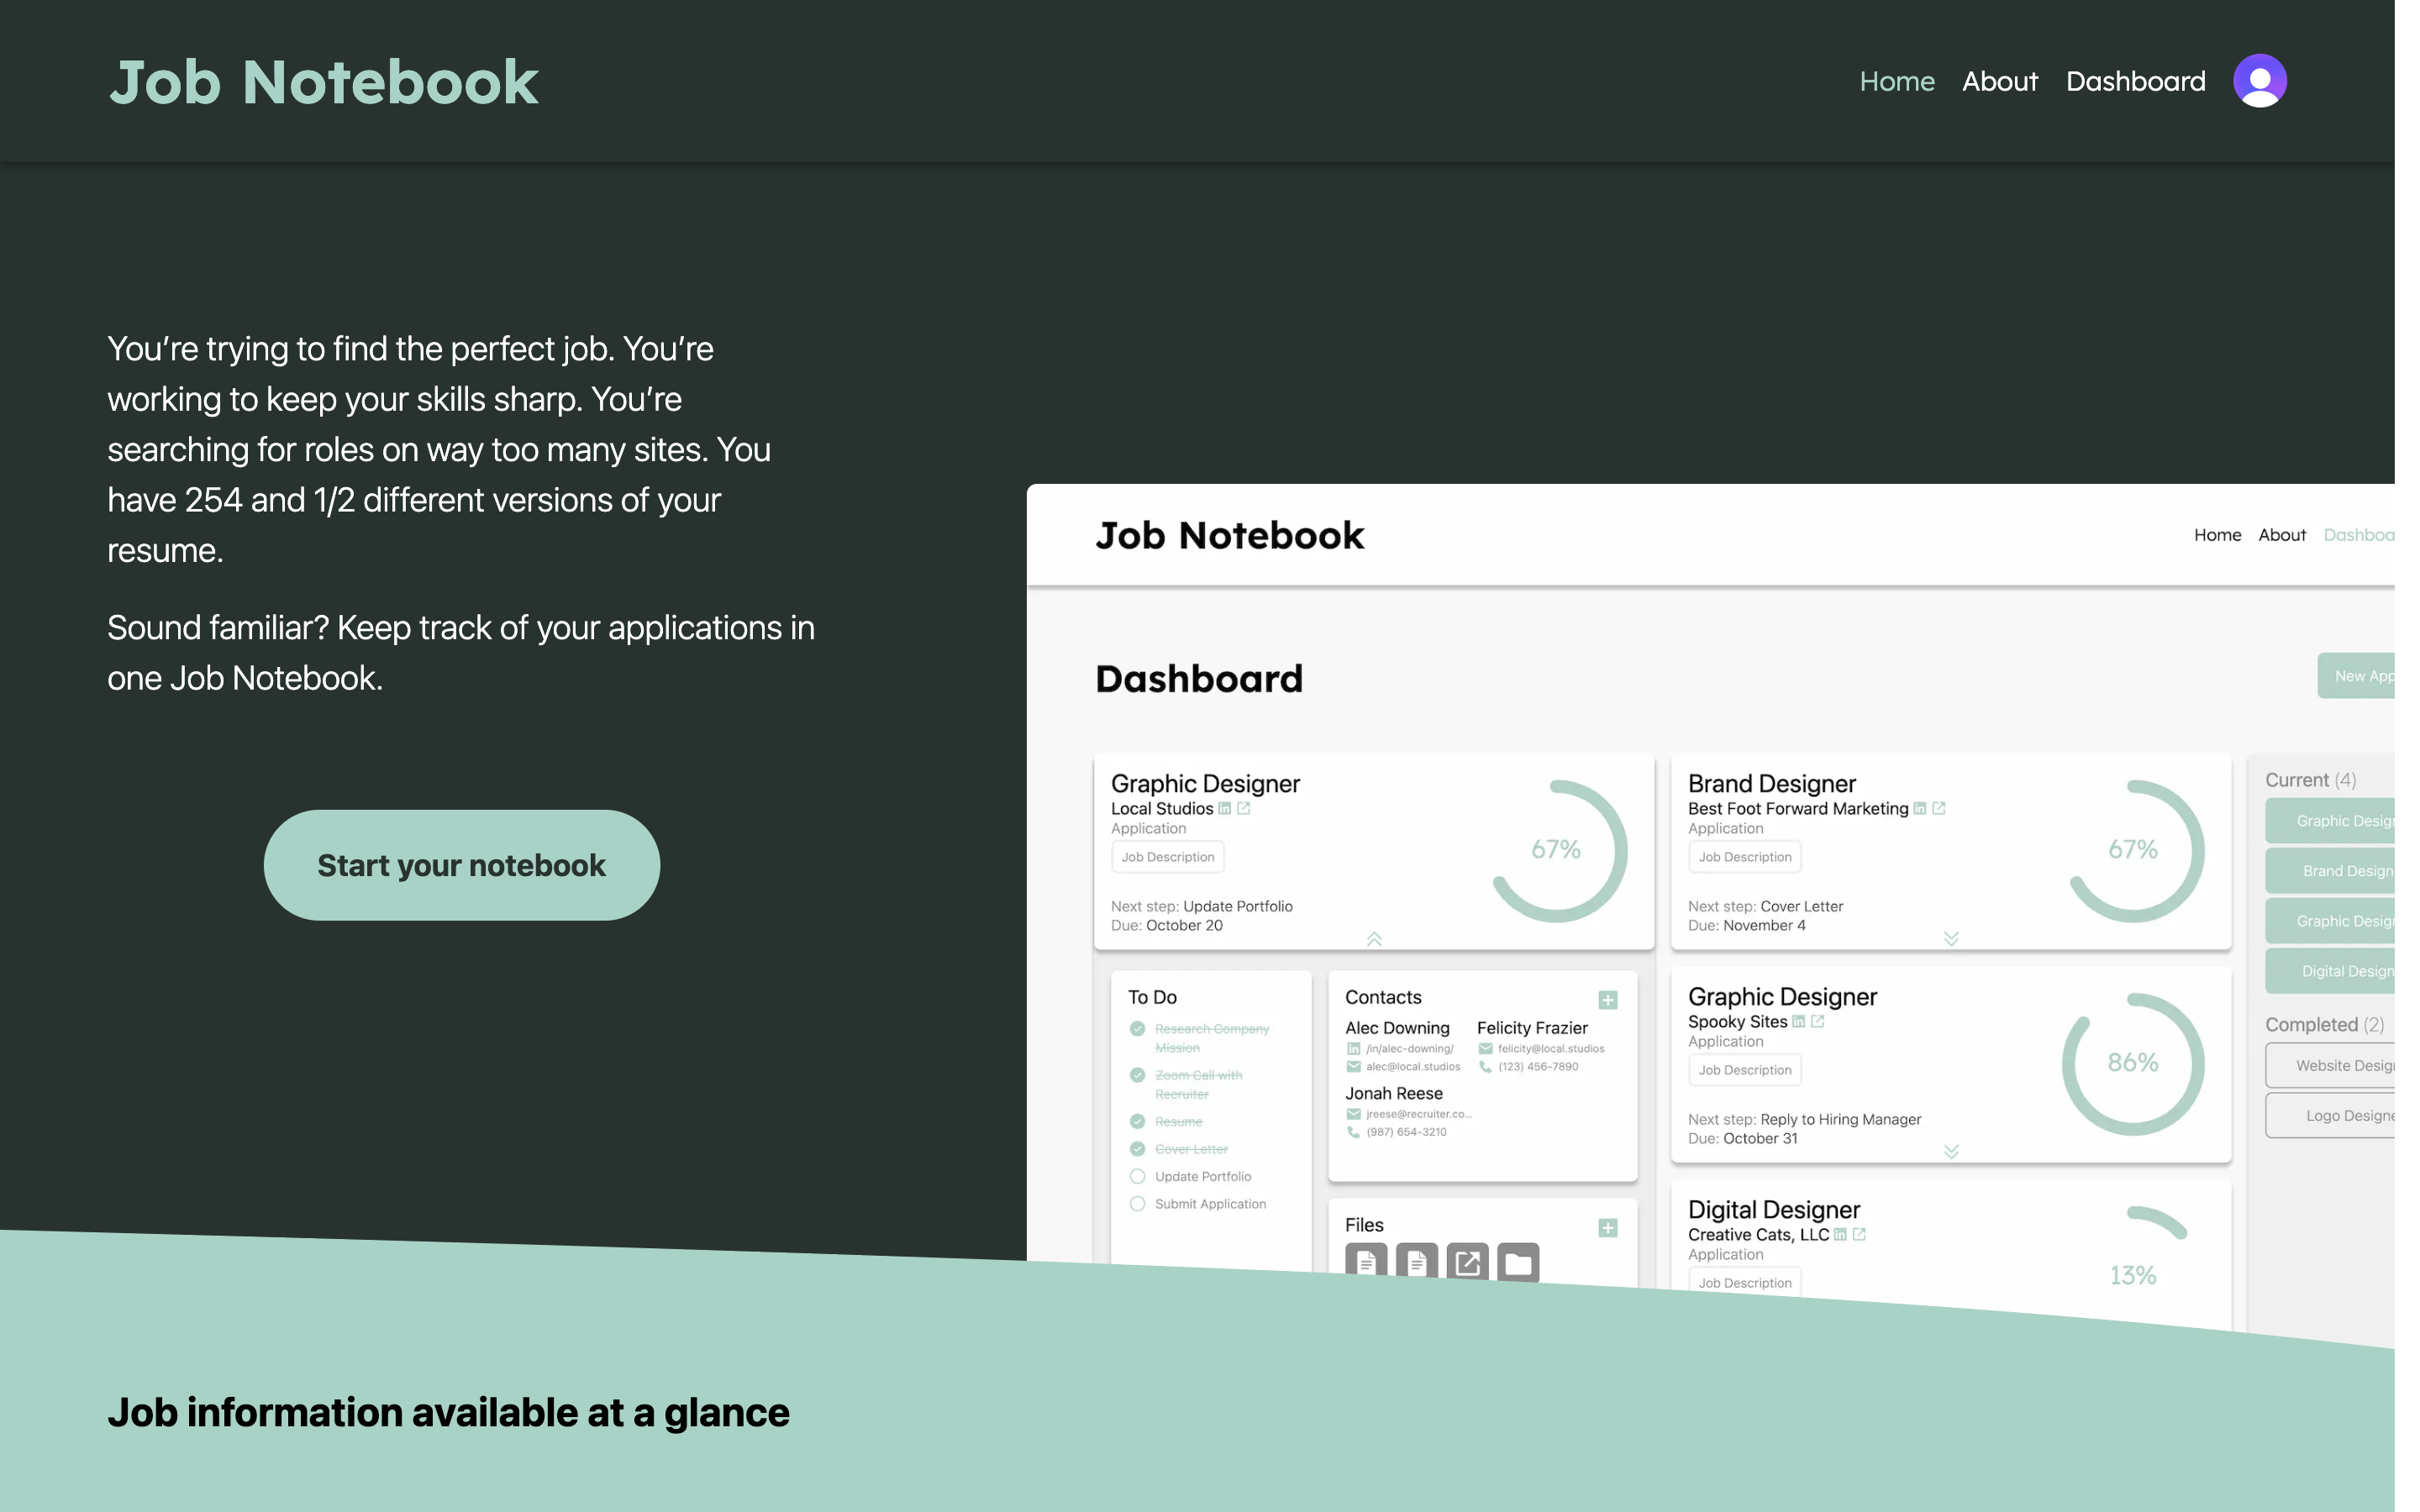 Job Notebook
Home About Dashboard
You’re trying to find the perfect job. You’re
working to keep your skills sharp. You’re
searching for roles on way too many sites. You
have 254 and 1/2 different versions of your
resume.
Sound familiar? Keep track of your applications in
one Job Notebook.
Start your notebook
Job Notebook
Home About Dashboa
Dashboard
New App
Graphic Designer
Local Studios
Application
Job Description
67%
Next step: Update Portfolio
Due: October 20
To Do
Research Company
Mission
Zoom Call with
Recruiter
Resume
Cover Letter
Update Portfolio
Submit Application
Contacts
Alec Downing
/in/alec-downing/
alec@local.studios
Felicity Frazier
felicity@local.studios
(123) 456-7890
Jonah Reese
jreese@recruiter.co...
(987) 654-3210
Files
Brand Designer
Best Foot Forward Marketing
Application
Job Description
67%
Next step: Cover Letter
Due: November 4
Graphic Designer
Spooky Sites
Application
Job Description
86%
Next step: Reply to Hiring Manager
Due: October 31
Digital Designer
Creative Cats, LLC
Application
Job Description
13%
Current (4)
Graphic Desig
Brand Design
Graphic Desig
Digital Design
Completed (2)
Website Desig
Logo Designe
Job information available at a glance